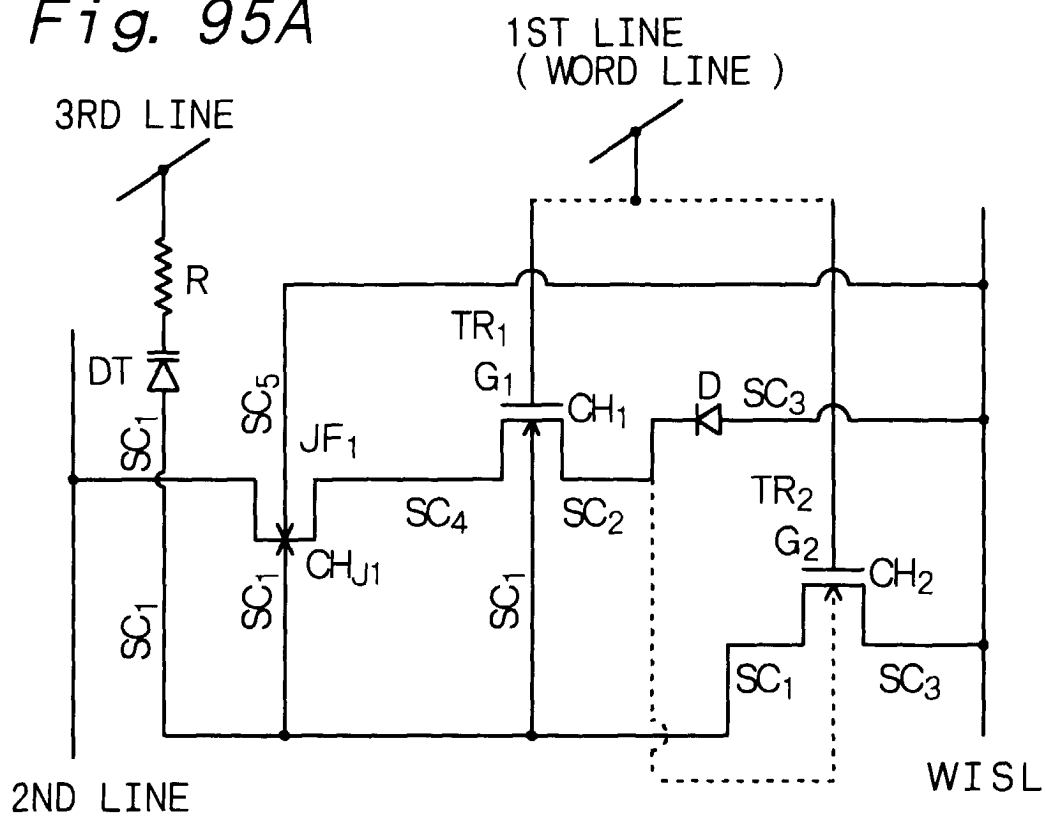 Fig. 95A
1ST LINE
( WORD LINE )
3RD LINE
R
TR1
DT
G1
CH1
D
SC3
SC1
SC5
JF1
SC4
SC2
TR2
G2
CH2
CHJ1
SC1
SC1
SC1
SC1
SC3
WISL
2ND LINE